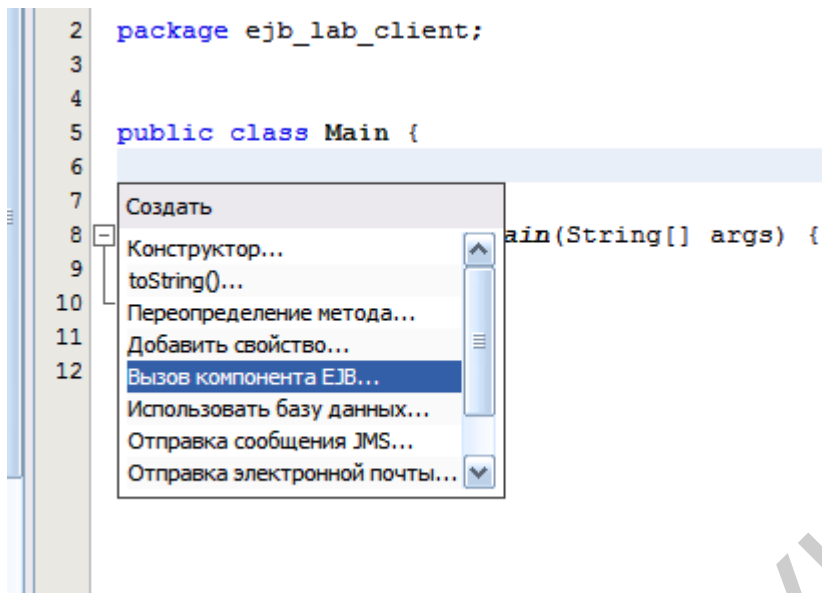 2 package ejb_lab_client;
3
4
5 public class Main {
6
7
Создать
8 ain(String[] args) {
Конструктор...
9
toString()...
10
Переопределение метода...
11
Добавить свойство...
12
Вызов компонента EJB...
Использовать базу данных...
Отправка сообщения JMS...
Отправка электронной почты...